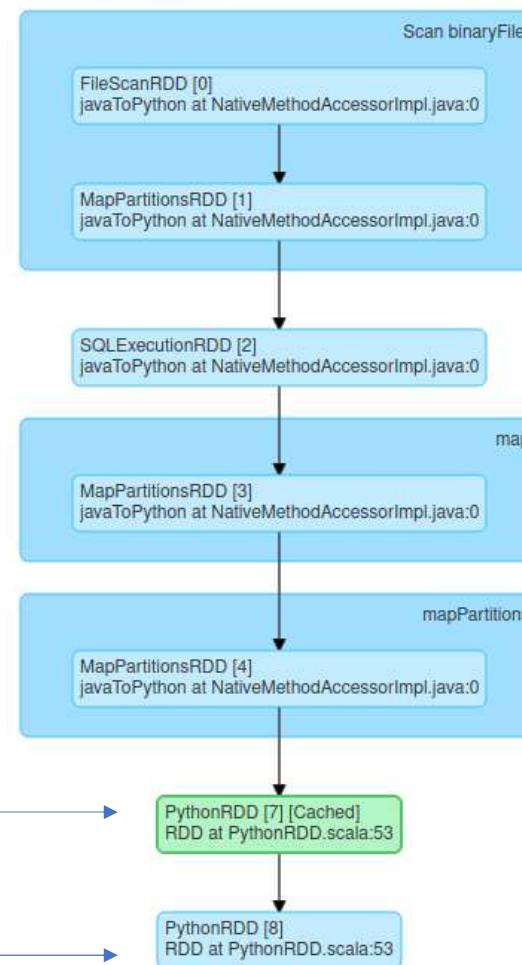 Scan binaryFile
FileScanRDD [0]
javaToPython at NativeMethodAccessorImpl.java:0
MapPartitionsRDD [1]
javaToPython at NativeMethodAccessorImpl.java:0
SQLExecutionRDD [2]
javaToPython at NativeMethodAccessorImpl.java:0
map
MapPartitionsRDD [3]
javaToPython at NativeMethodAccessorImpl.java:0
mapPartitions
MapPartitionsRDD [4]
javaToPython at NativeMethodAccessorImpl.java:0
PythonRDD [7] [Cached]
RDD at PythonRDD.scala:53
PythonRDD [8]
RDD at PythonRDD.scala:53